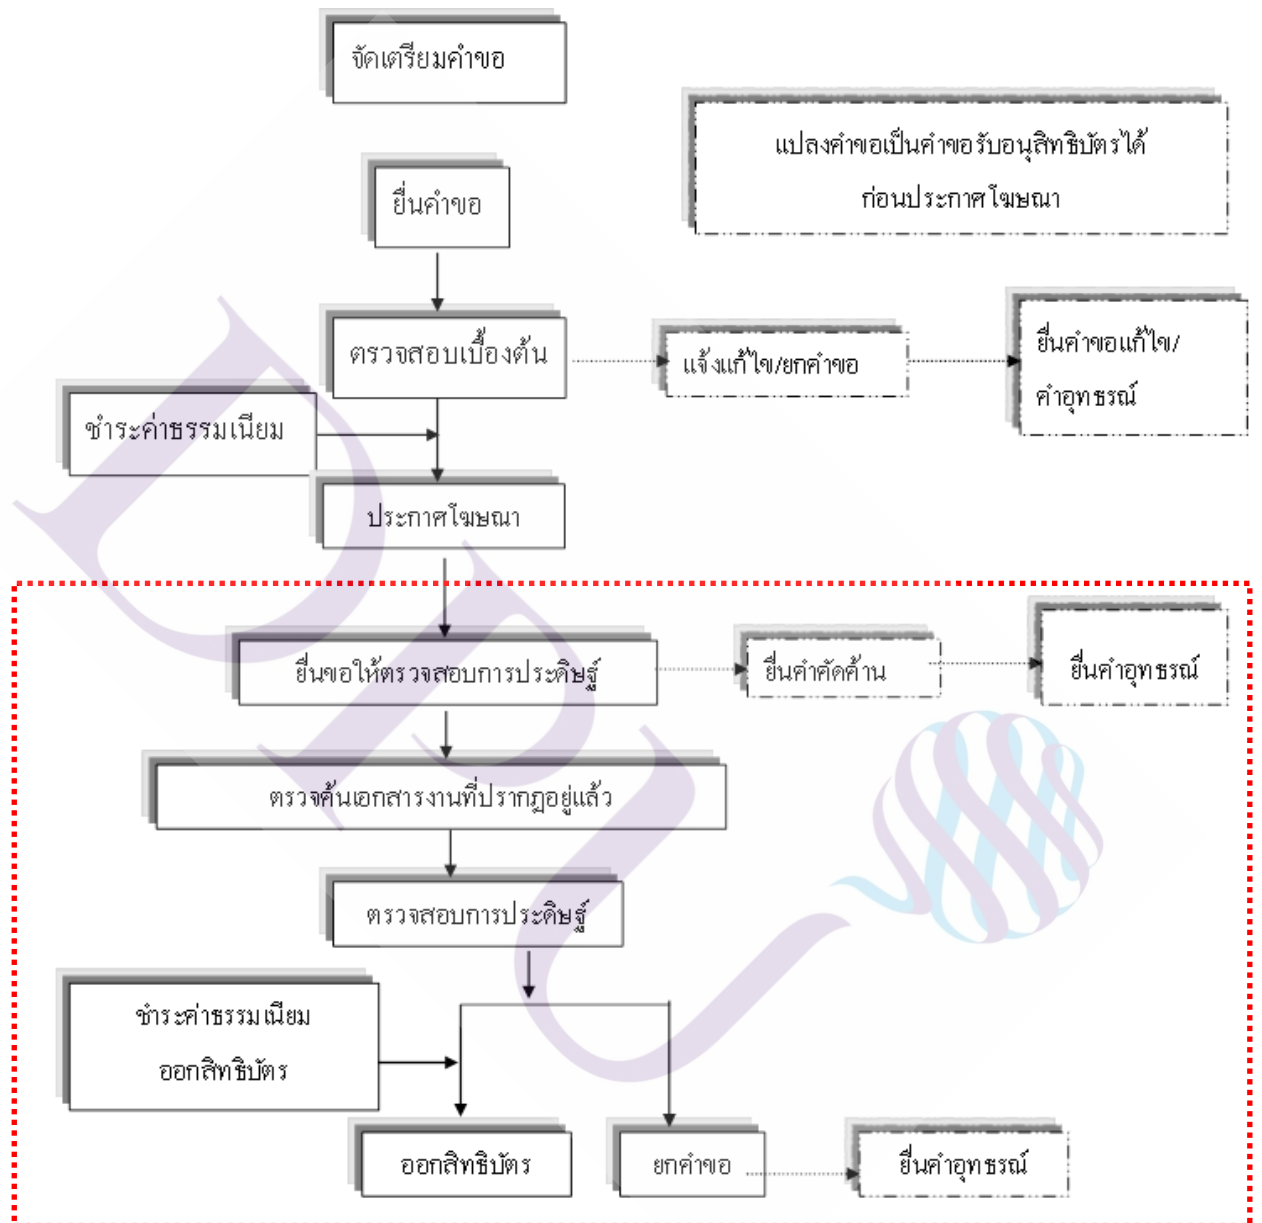 จัดเตรียมคำขอ
แปลงคำขอเป็นคำขอรับอนุสิทธิบัตรได้
ก่อนประกาศโฆษณา
ยื่นคำขอ
ตรวจสอบเบื้องต้น
แจ้งแก้ไข/ยกคำขอ
ยื่นคำขอแก้ไข/
คำอุทธรณ์
ชำระค่าธรรมเนียม
ประกาศโฆษณา
ยื่นขอให้ตรวจสอบการประดิษฐ์
ยื่นคำคัดค้าน
ยื่นคำอุทธรณ์
ตรวจค้นเอกสารงานที่ปรากฏอยู่แล้ว
ตรวจสอบการประดิษฐ์
ชำระค่าธรรมเนียม
ออกสิทธิบัตร
ออกสิทธิบัตร
ยกคำขอ
ยื่นคำอุทธรณ์
DPU